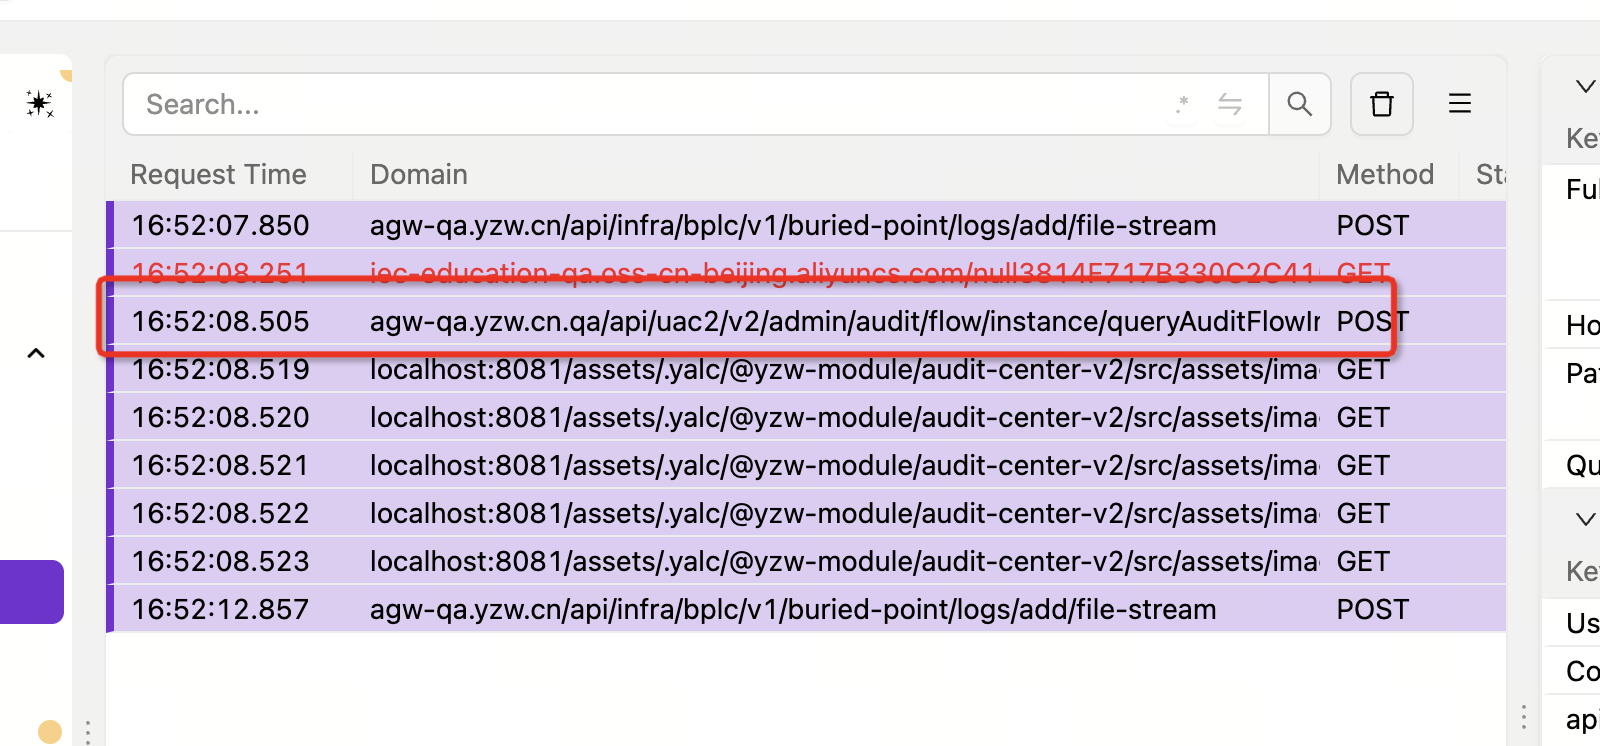 Search...
.*
Request Time Domain Method
16:52:07.850 agw-qa.yzw.cn/api/infra/bplc/v1/buried-point/logs/add/file-stream POST
16:52:08.251 iec-education-qa.oss-cn-beijing.aliyuncs.com/null3814F717B330C2C41 GET
16:52:08.505 agw-qa.yzw.cn.qa/api/uac2/v2/admin/audit/flow/instance/queryAuditFlowIn POST
16:52:08.519 localhost:8081/assets/.yalc/@yzw-module/audit-center-v2/src/assets/ima GET
16:52:08.520 localhost:8081/assets/.yalc/@yzw-module/audit-center-v2/src/assets/ima GET
16:52:08.521 localhost:8081/assets/.yalc/@yzw-module/audit-center-v2/src/assets/ima GET
16:52:08.522 localhost:8081/assets/.yalc/@yzw-module/audit-center-v2/src/assets/ima GET
16:52:08.523 localhost:8081/assets/.yalc/@yzw-module/audit-center-v2/src/assets/ima GET
16:52:12.857 agw-qa.yzw.cn/api/infra/bplc/v1/buried-point/logs/add/file-stream POST
Ke
Ful
Ho
Pa
Qu
Ke
Us
Co
api